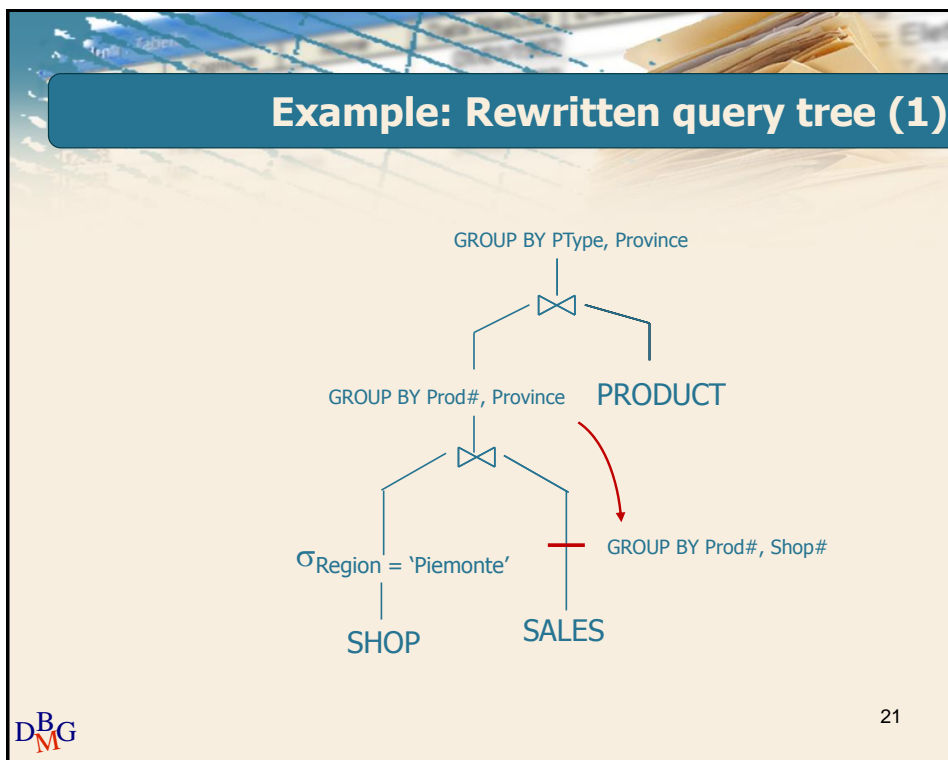 Example: Rewritten query tree (1)
GROUP BY PType, Province
GROUP BY Prod#, Province
PRODUCT
GROUP BY Prod#, Shop#
σRegion = ‘Piemonte’
SHOP
SALES
DBMG
21